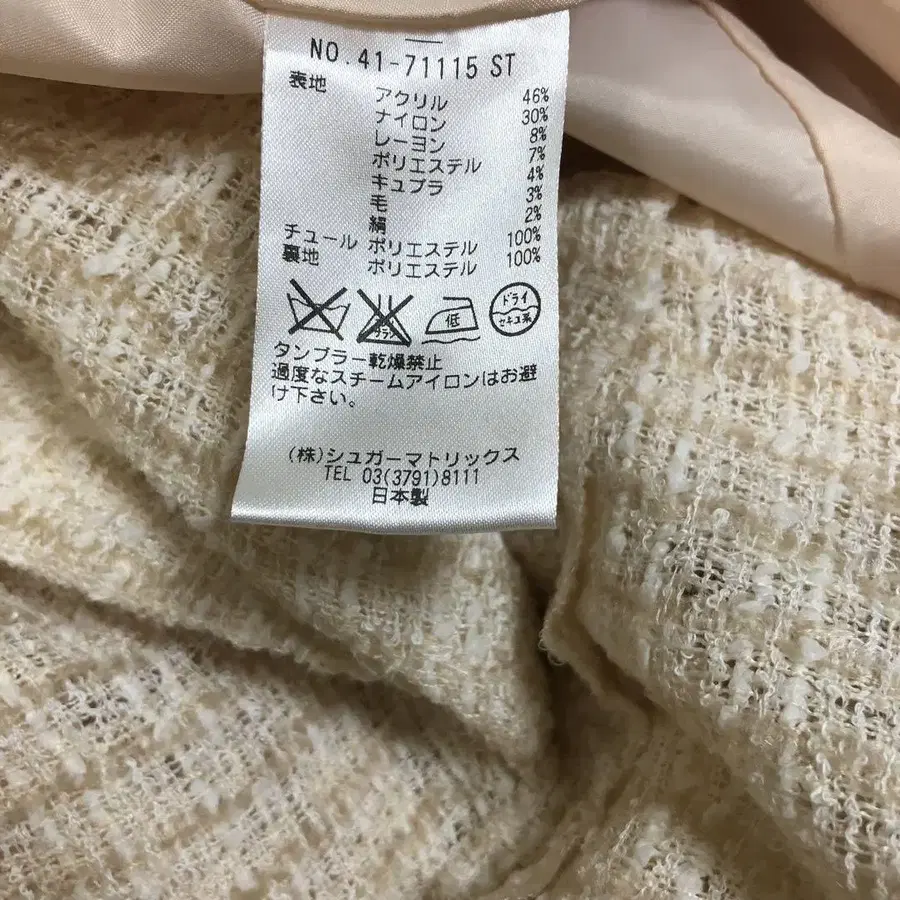 NO.41-71115 ST
表地 アクリル 46%
ナイロン 30%
レーヨン 8%
ポリエステル 7%
キュプラ 4%
毛 3%
絹 2%
チュール ポリエステル 100%
裏地 ポリエステル 100%
低 ドライ
セキユ系
タンブラー乾燥禁止
過度なスチームアイロンはお避
け下さい。
(株)シュガーマトリックス
TEL 03(3791)8111
日本製